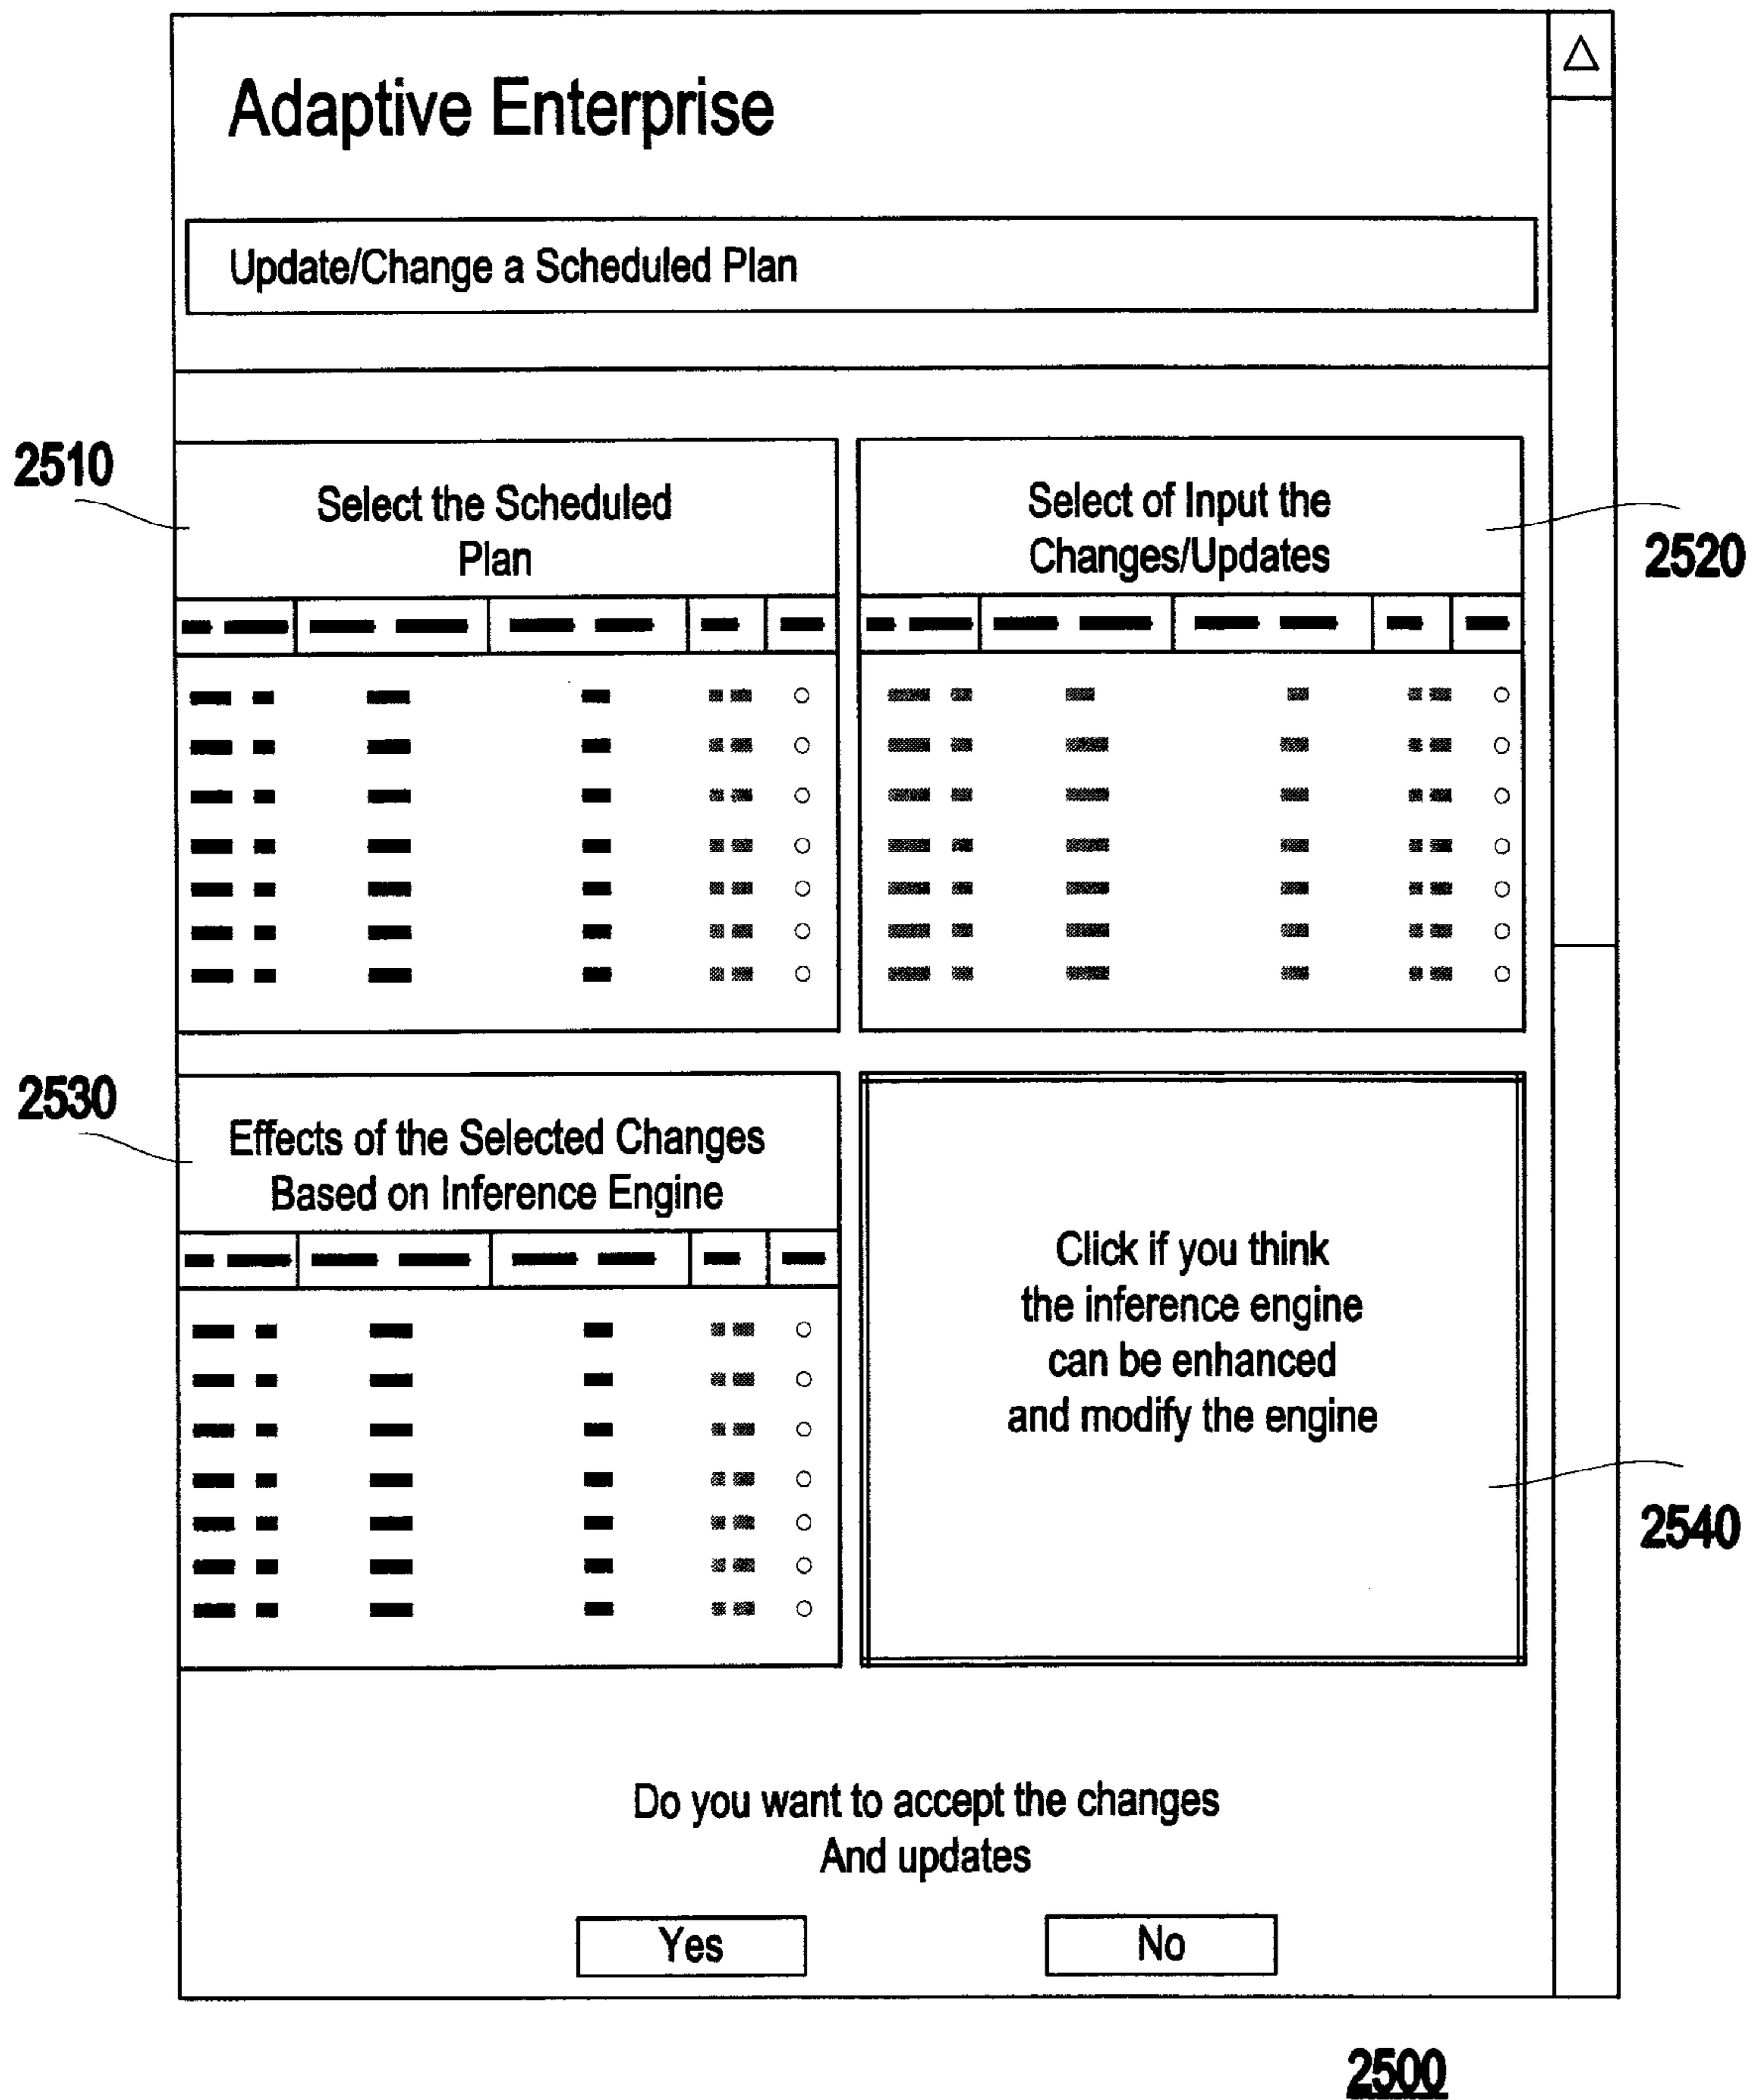 Adaptive Enterprise
Update/Change a Scheduled Plan
2510
Select the Scheduled
Plan
Select of Input the
Changes/Updates
2520
2530
Effects of the Selected Changes
Based on Inference Engine
Click if you think
the inference engine
can be enhanced
and modify the engine
2540
Do you want to accept the changes
And updates
Yes
No
2500